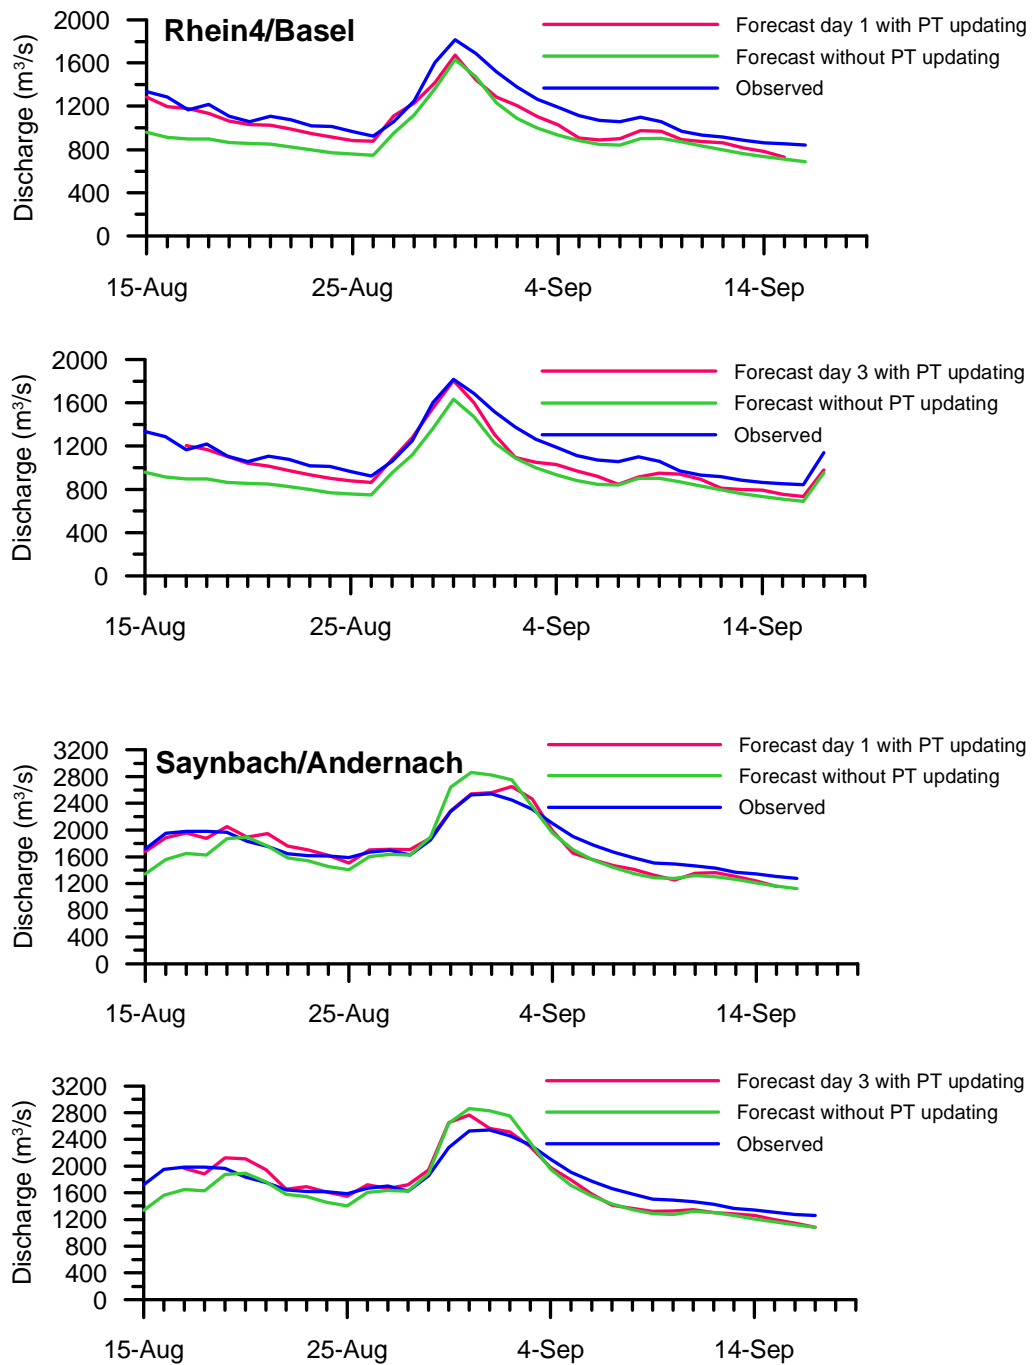 Rhein4/Basel
Forecast day 1 with PT updating
Forecast without PT updating
Observed
Discharge (m³/s)
2000
1600
1200
800
400
0
15-Aug 25-Aug 4-Sep 14-Sep
Forecast day 3 with PT updating
Forecast without PT updating
Observed
Discharge (m³/s)
2000
1600
1200
800
400
0
15-Aug 25-Aug 4-Sep 14-Sep
Saynbach/Andernach
Forecast day 1 with PT updating
Forecast without PT updating
Observed
Discharge (m³/s)
3200
2800
2400
2000
1600
1200
800
400
0
15-Aug 25-Aug 4-Sep 14-Sep
Forecast day 3 with PT updating
Forecast without PT updating
Observed
Discharge (m³/s)
3200
2800
2400
2000
1600
1200
800
400
0
15-Aug 25-Aug 4-Sep 14-Sep